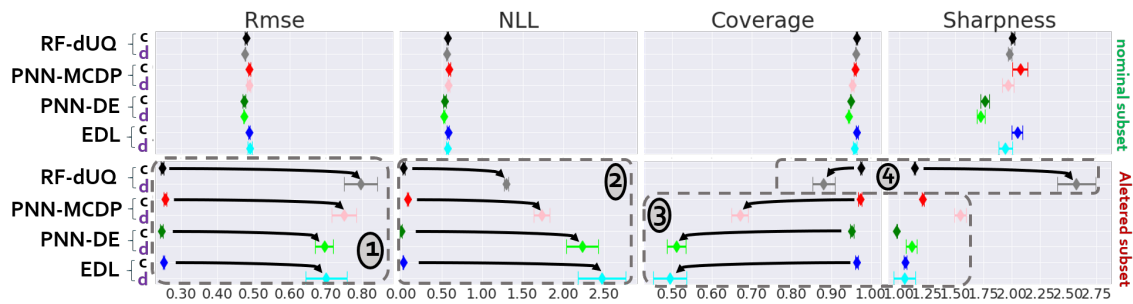 Rmse NLL Coverage Sharpness
RF-dUQ c
d
PNN-MCDP c
d
PNN-DE c
d
EDL c
d
nominal subset
RF-dUQ c
d
PNN-MCDP c
d
PNN-DE c
d
EDL c
d
Aletered subset
1
2
3
4
0.30 0.40 0.50 0.60 0.70 0.80 0.00 0.50 1.00 1.50 2.00 2.50 0.50 0.60 0.70 0.80 0.90 1.00 1.00 1.25 1.50 1.75 2.00 2.25 2.50 2.75